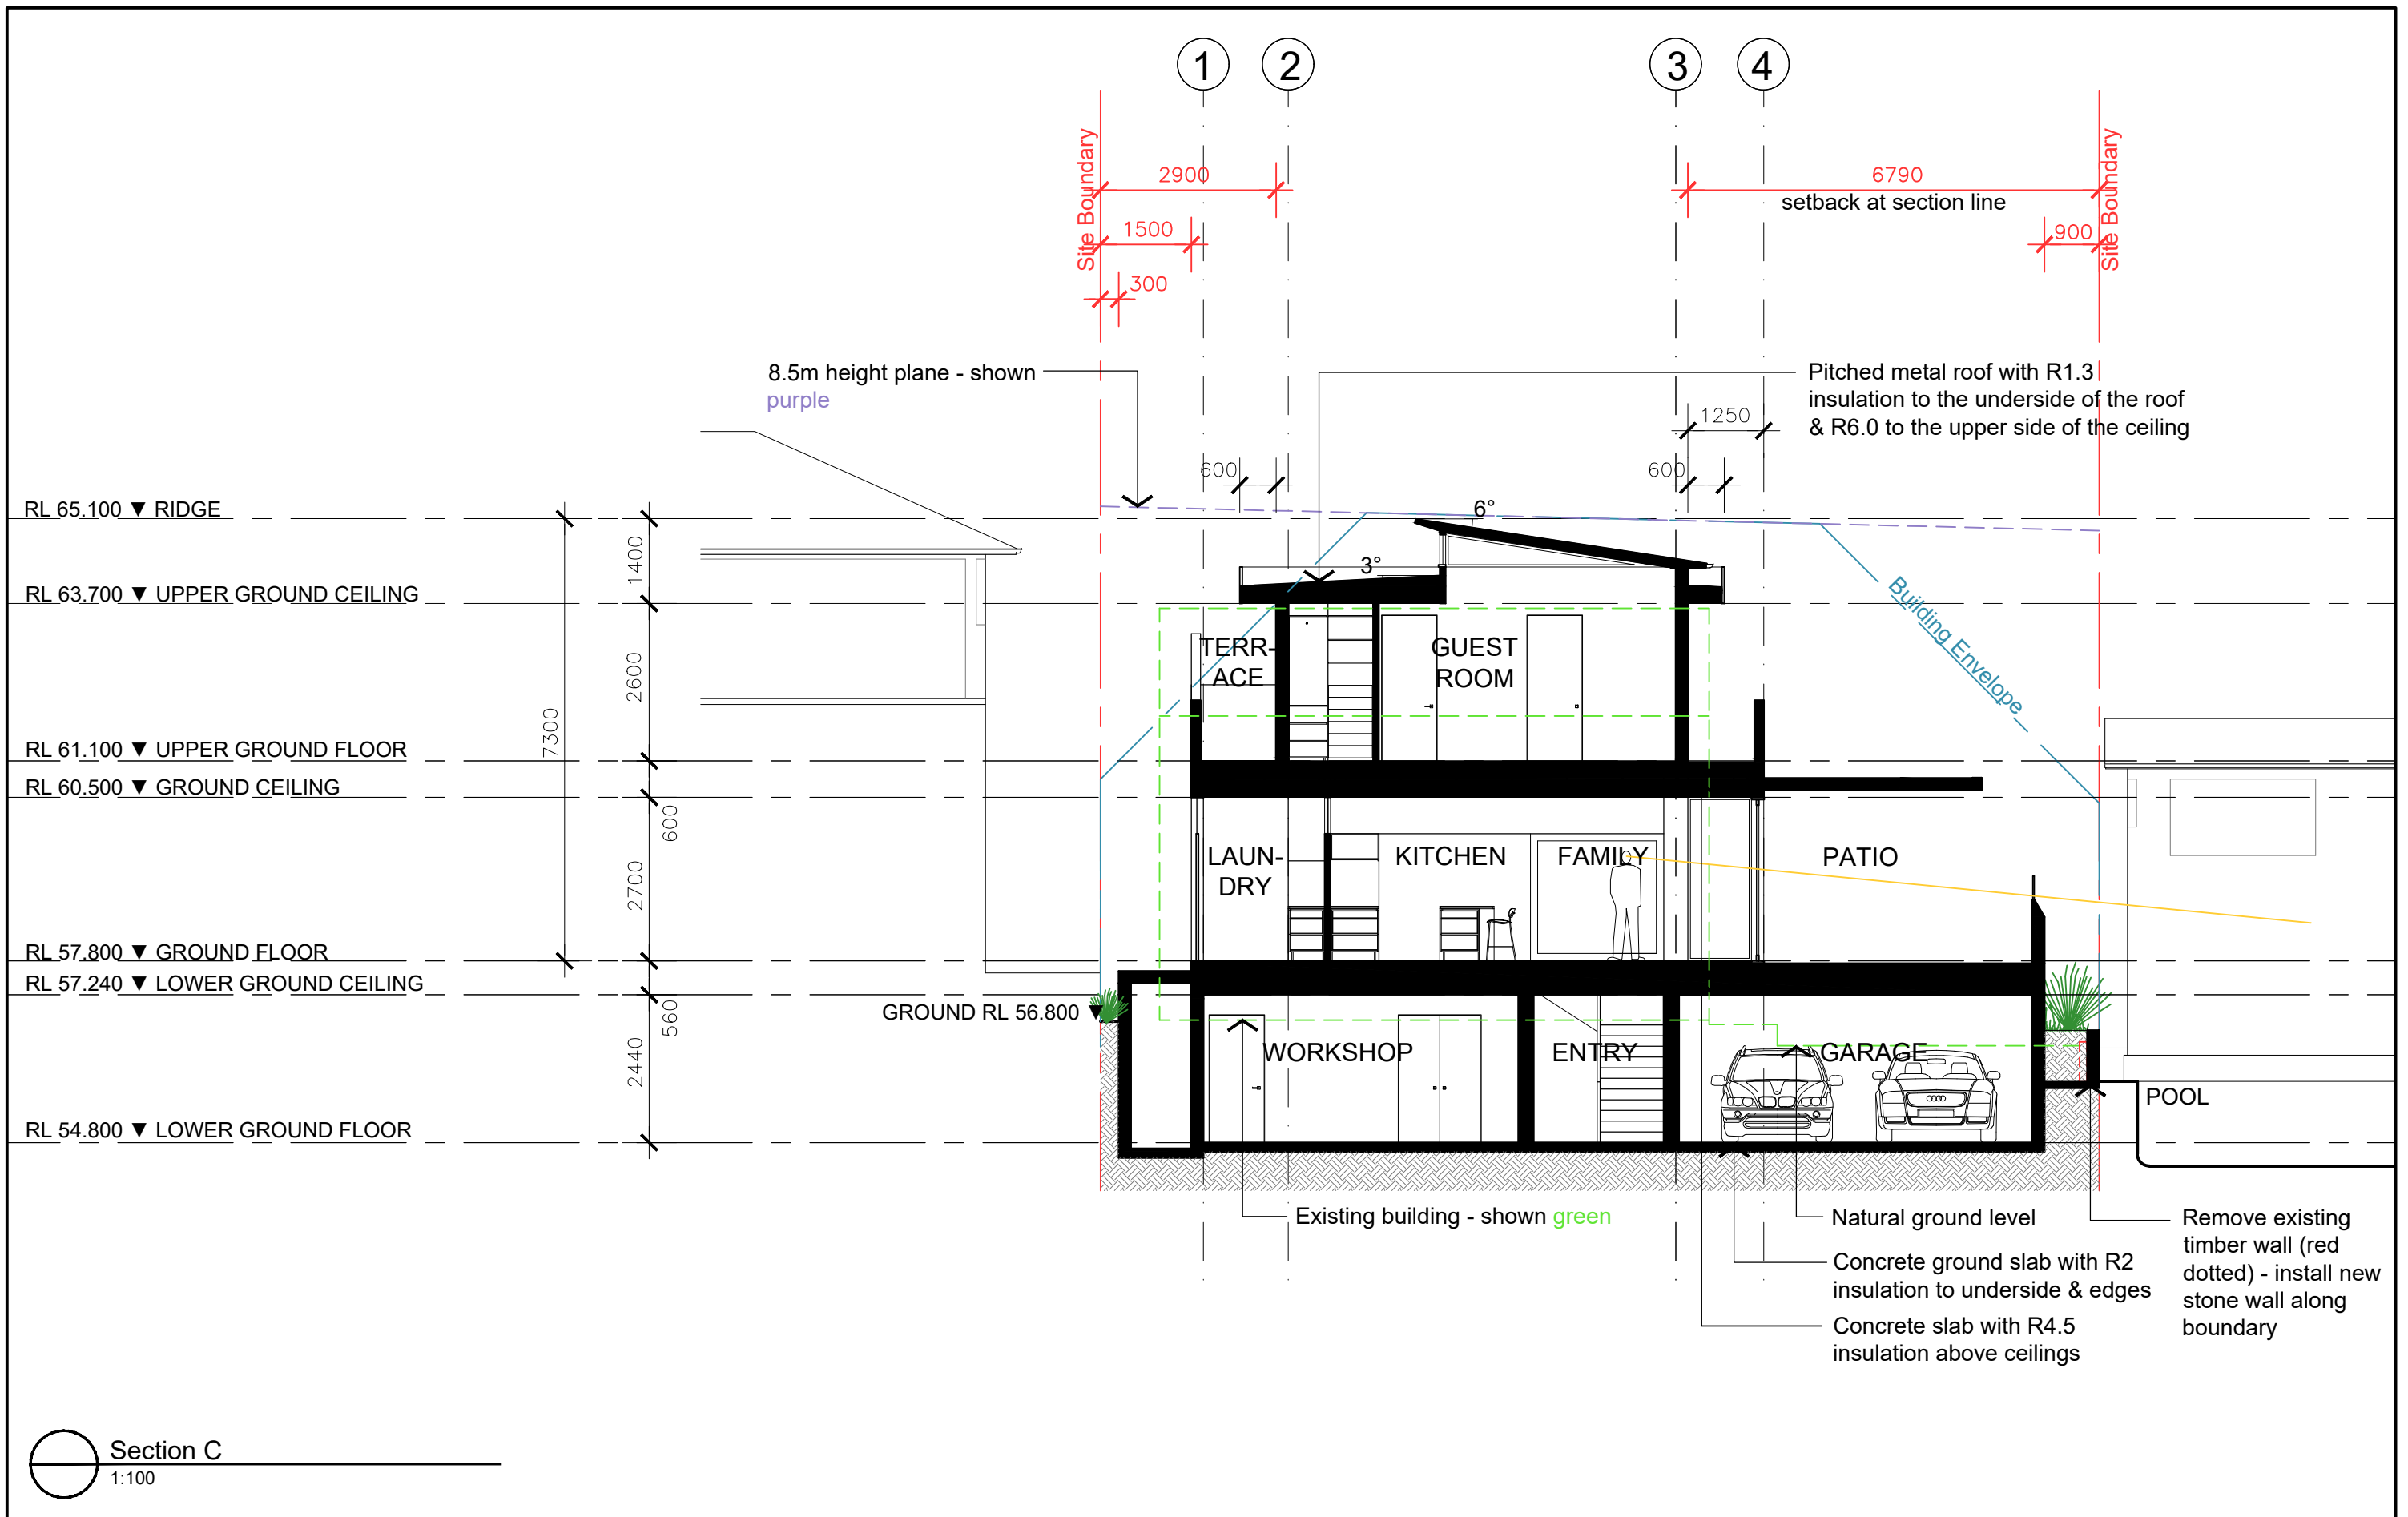 1
2
3
4
Site Boundary
2900
6790
setback at section line
Site Boundary
1500
900
300
8.5m height plane - shown
purple
Pitched metal roof with R1.3
insulation to the underside of the roof
& R6.0 to the upper side of the ceiling
1250
600
600
RL 65.100 ▼ RIDGE
6°
1400
3°
RL 63.700 ▼ UPPER GROUND CEILING
Building Envelope
TERR-
ACE
GUEST
ROOM
2600
7300
RL 61.100 ▼ UPPER GROUND FLOOR
RL 60.500 ▼ GROUND CEILING
600
LAUN-
DRY
KITCHEN
FAMILY
PATIO
2700
RL 57.800 ▼ GROUND FLOOR
RL 57.240 ▼ LOWER GROUND CEILING
560
GROUND RL 56.800 ▼
WORKSHOP
ENTRY
GARAGE
2440
POOL
RL 54.800 ▼ LOWER GROUND FLOOR
Existing building - shown green
Natural ground level
Concrete ground slab with R2
insulation to underside & edges
Concrete slab with R4.5
insulation above ceilings
Remove existing
timber wall (red
dotted) - install new
stone wall along
boundary
Section C
1:100